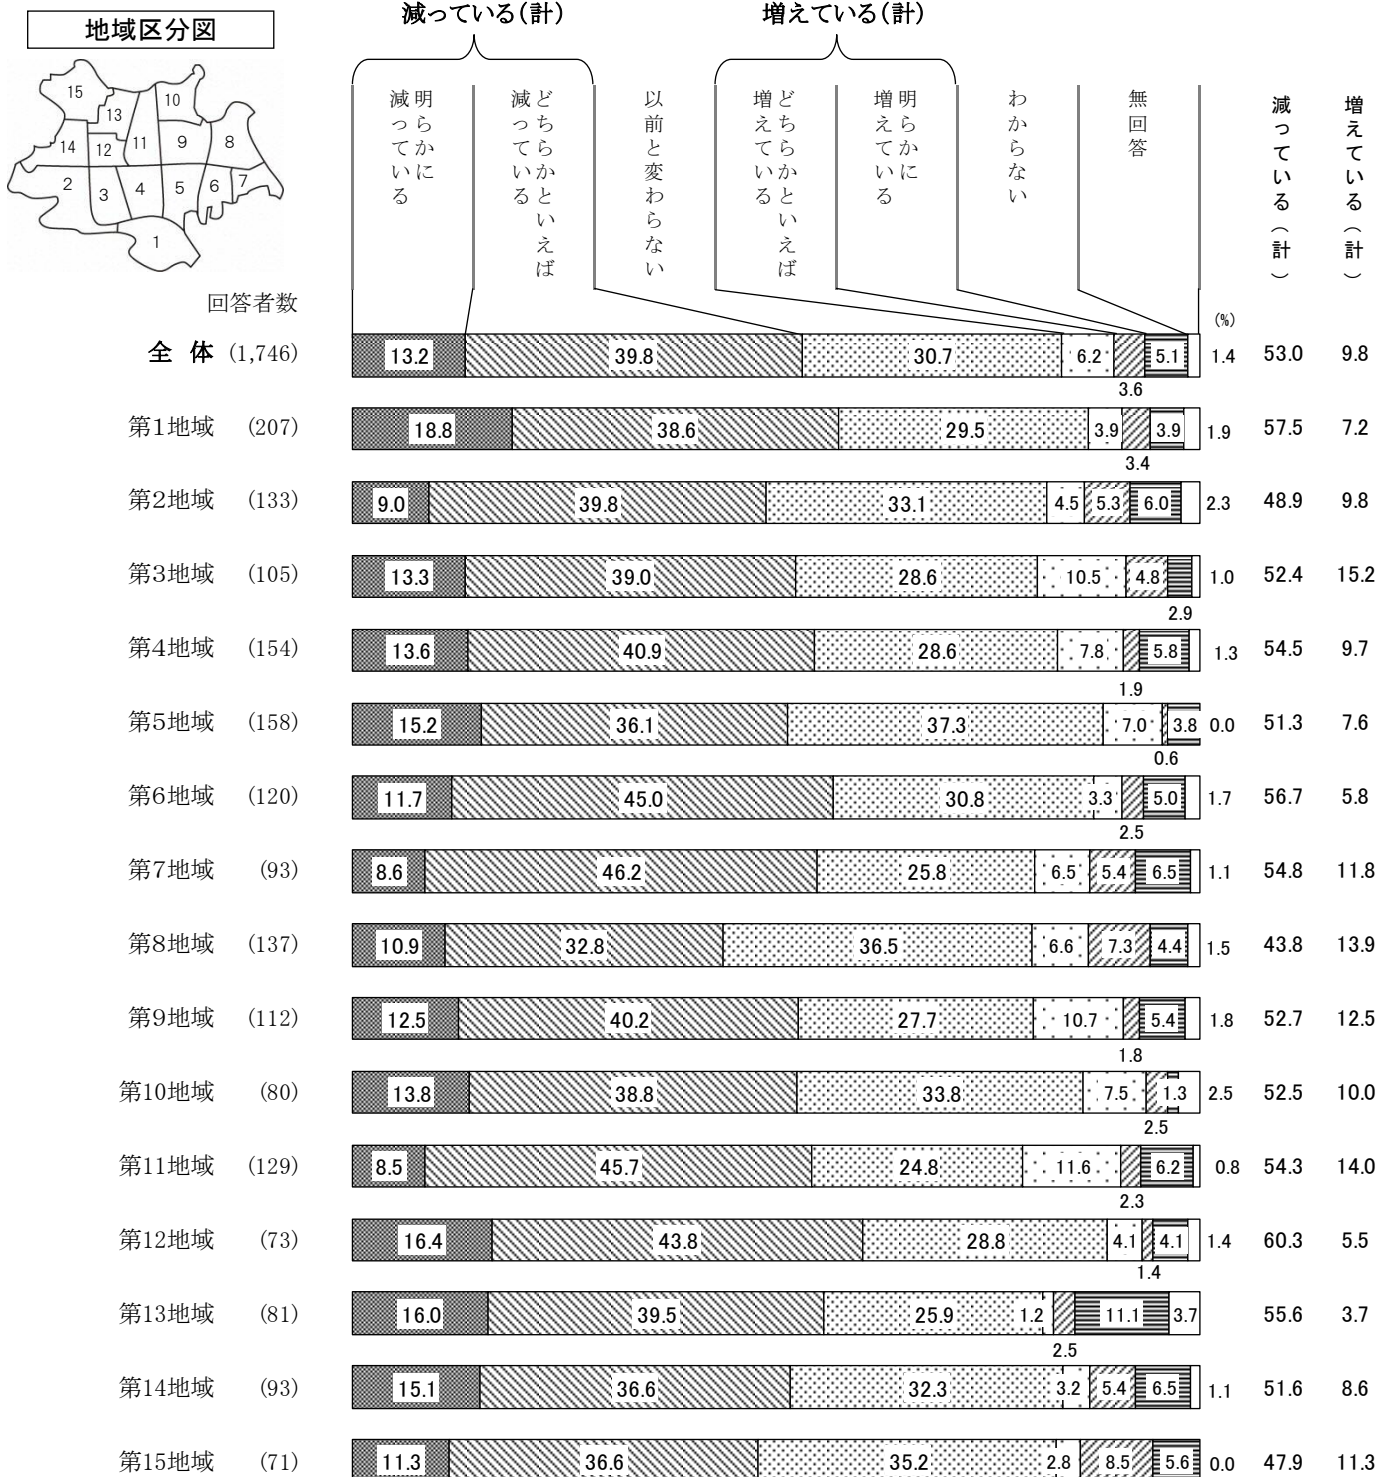 地域区分図
15
10
13
14
12
11
9
8
2
3
4
5
6
7
1
減っている（計）
増えている（計）
明らかに減っている
どちらかといえば減っている
以前と変わらない
どちらかといえば増えている
明らかに増えている
わからない
無回答
減っている（計）
増えている（計）
回答者数
(%)
全 体 (1,746) 13.2 39.8 30.7 6.2 5.1 1.4 53.0 9.8
3.6
第1地域 (207) 18.8 38.6 29.5 3.9 3.9 1.9 57.5 7.2
3.4
第2地域 (133) 9.0 39.8 33.1 4.5 5.3 6.0 2.3 48.9 9.8
第3地域 (105) 13.3 39.0 28.6 10.5 4.8 1.0 52.4 15.2
2.9
第4地域 (154) 13.6 40.9 28.6 7.8 5.8 1.3 54.5 9.7
1.9
第5地域 (158) 15.2 36.1 37.3 7.0 3.8 0.0 51.3 7.6
0.6
第6地域 (120) 11.7 45.0 30.8 3.3 5.0 1.7 56.7 5.8
2.5
第7地域 (93) 8.6 46.2 25.8 6.5 5.4 6.5 1.1 54.8 11.8
第8地域 (137) 10.9 32.8 36.5 6.6 7.3 4.4 1.5 43.8 13.9
第9地域 (112) 12.5 40.2 27.7 10.7 5.4 1.8 52.7 12.5
1.8
第10地域 (80) 13.8 38.8 33.8 7.5 1.3 2.5 52.5 10.0
2.5
第11地域 (129) 8.5 45.7 24.8 11.6 6.2 0.8 54.3 14.0
2.3
第12地域 (73) 16.4 43.8 28.8 4.1 4.1 1.4 60.3 5.5
1.4
第13地域 (81) 16.0 39.5 25.9 1.2 11.1 3.7 55.6 3.7
2.5
第14地域 (93) 15.1 36.6 32.3 3.2 5.4 6.5 1.1 51.6 8.6
第15地域 (71) 11.3 36.6 35.2 2.8 8.5 5.6 0.0 47.9 11.3